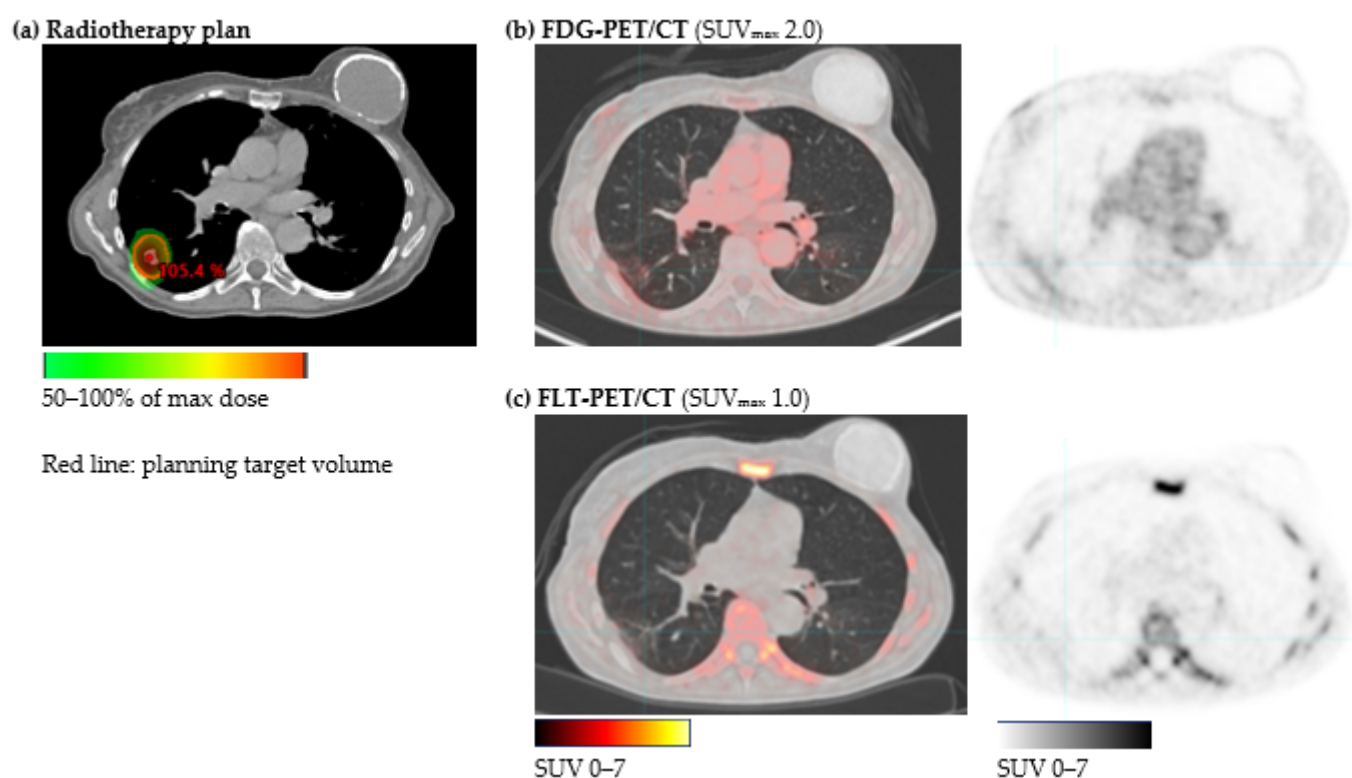 (a) Radiotherapy plan
(b) FDG-PET/CT (SUVmax 2.0)
105.4 %
50–100% of max dose
(c) FLT-PET/CT (SUVmax 1.0)
Red line: planning target volume
SUV 0–7
SUV 0–7